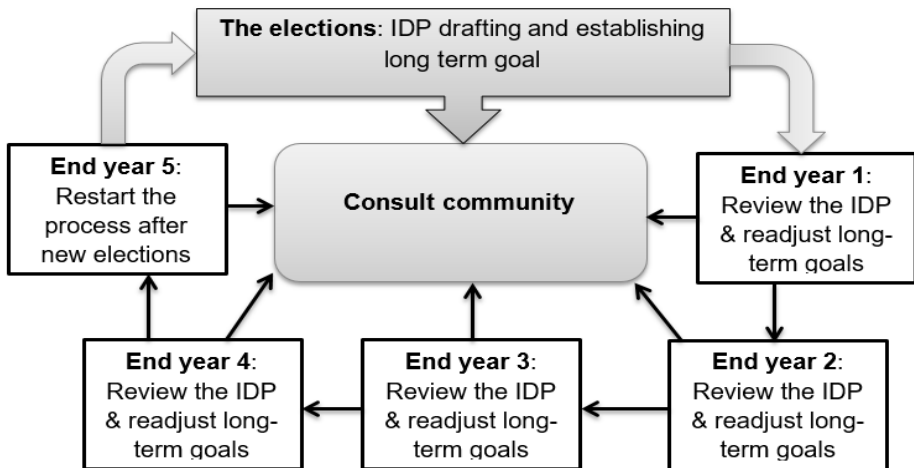 The elections: IDP drafting and establishing
long term goal
End year 5:
Restart the
process after
new elections
Consult community
End year 1:
Review the IDP
& readjust long-
term goals
End year 4:
Review the IDP
& readjust long-
term goals
End year 3:
Review the IDP
& readjust long-
term goals
End year 2:
Review the IDP
& readjust long-
term goals